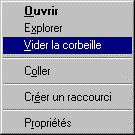 Ouvrir
Explorer
Vider la corbeille
Coller
Créer un raccourci
Propriétés